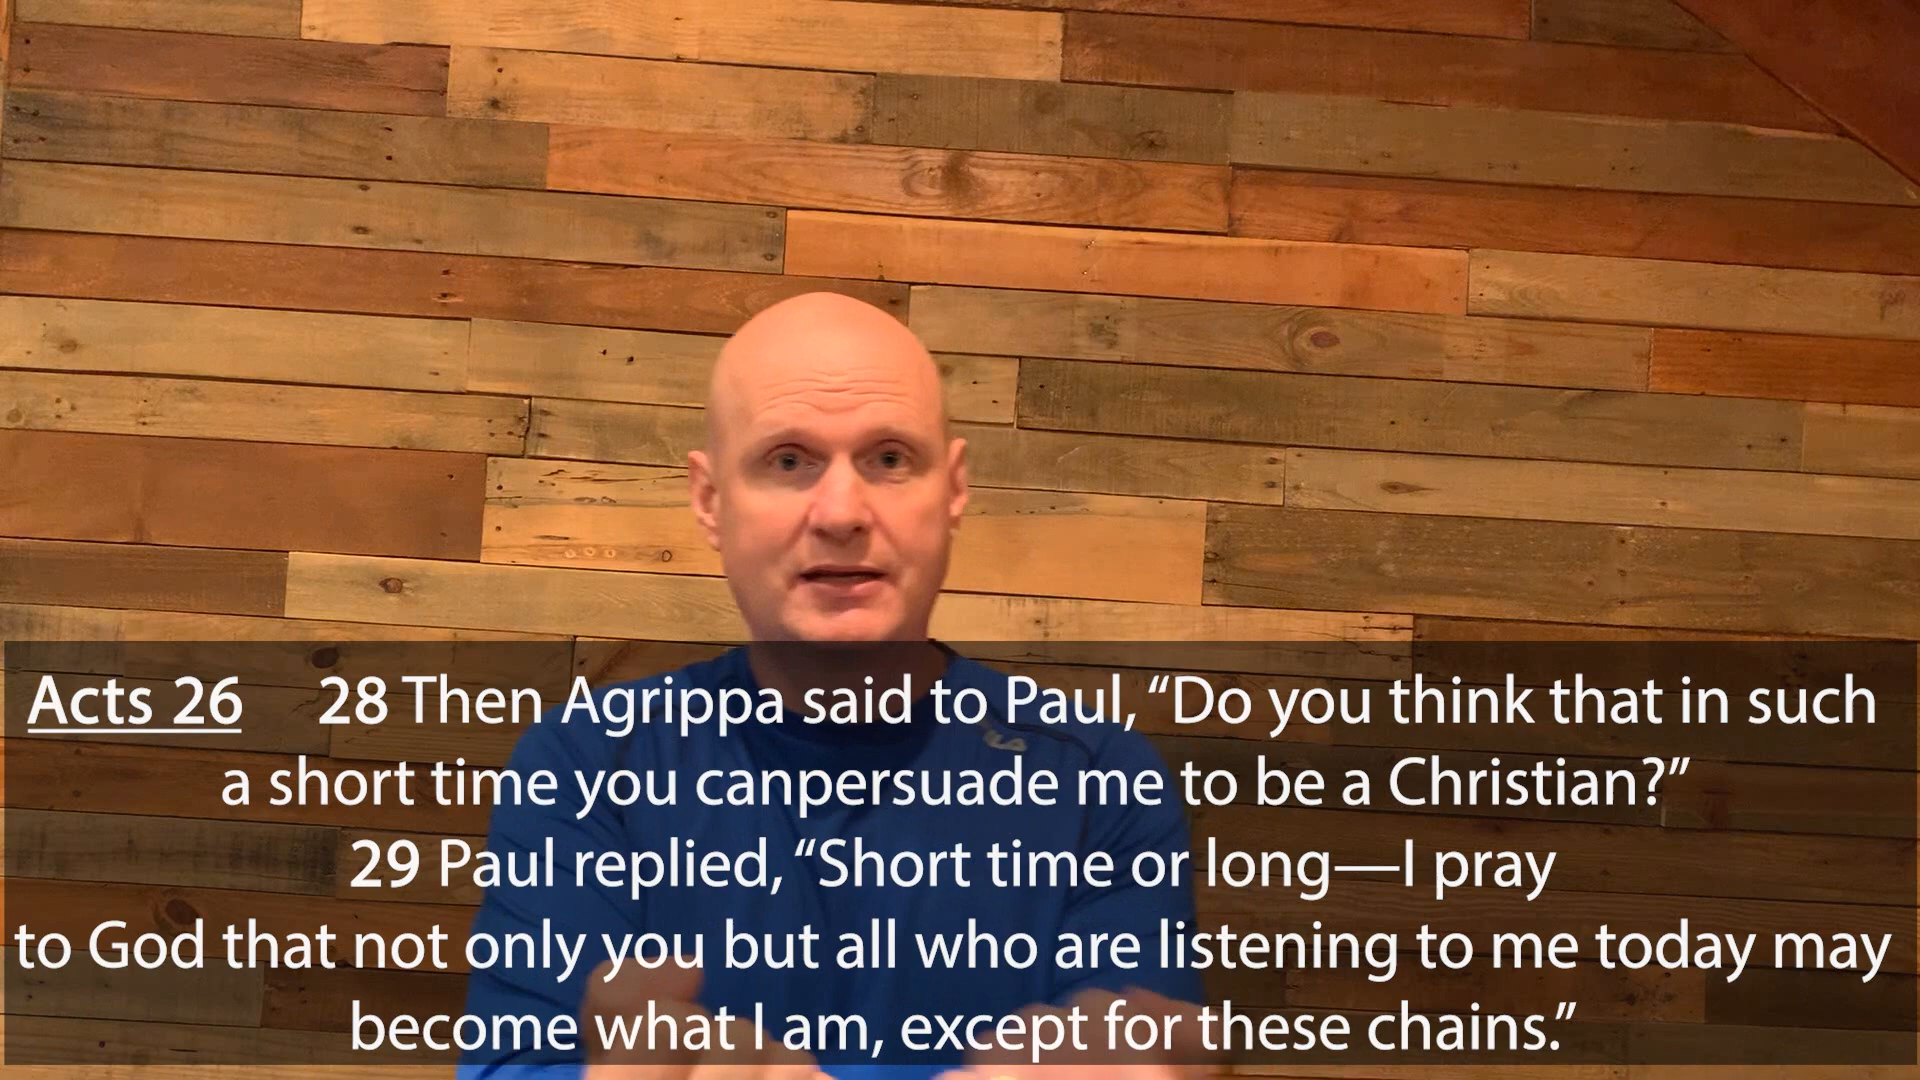 Acts 26 28 Then Agrippa said to Paul, “Do you think that in such
a short time you canpersuade me to be a Christian?”
29 Paul replied, “Short time or long—I pray
to God that not only you but all who are listening to me today may
become what I am, except for these chains.”